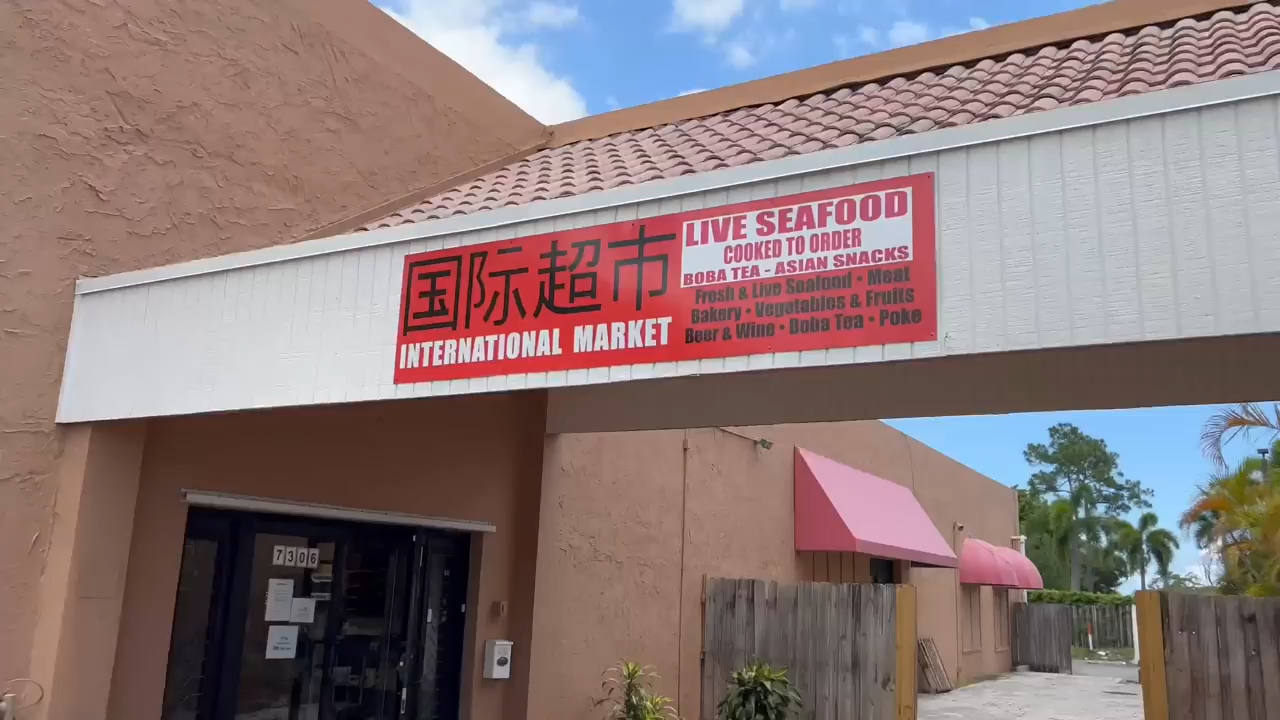 国际超市
INTERNATIONAL MARKET
LIVE SEAFOOD
COOKED TO ORDER
BOBA TEA - ASIAN SNACKS
Fresh & Live Seafood • Meat
Bakery • Vegetables & Fruits
Beer & Wine • Boba Tea • Poke
7306